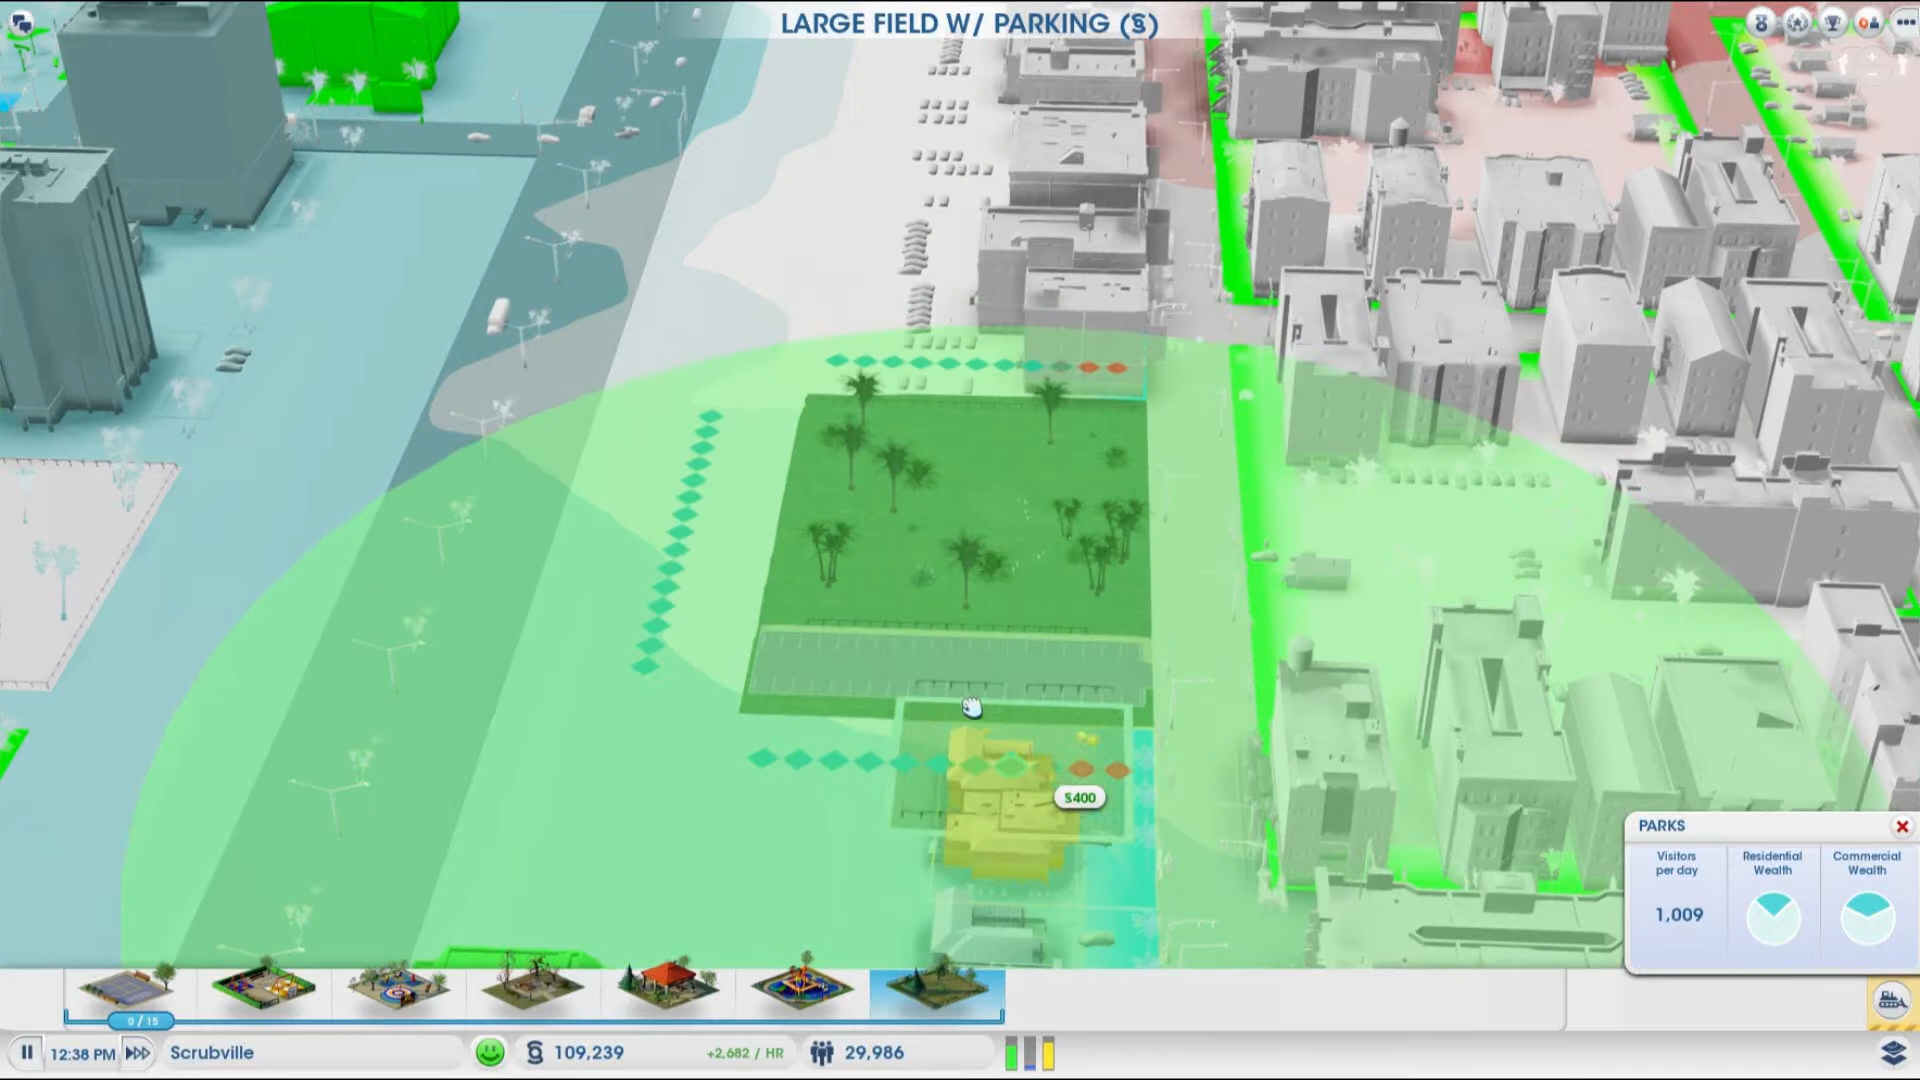 LARGE FIELD W/ PARKING (§)
§400
PARKS
Visitors per day
Residential Wealth
Commercial Wealth
1,009
0 / 15
12:38 PM
Scrubville
109,239
+2,682 / HR
29,986